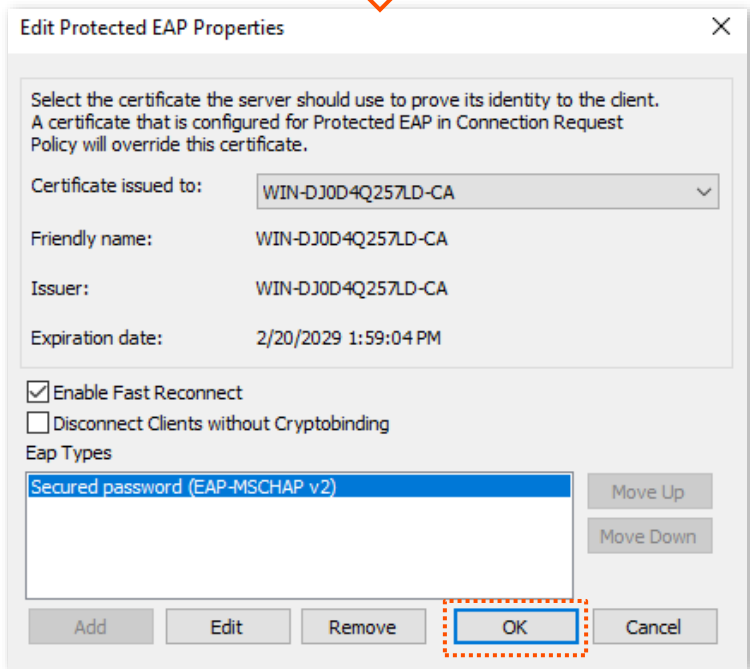 Edit Protected EAP Properties
Select the certificate the server should use to prove its identity to the client.
A certificate that is configured for Protected EAP in Connection Request
Policy will override this certificate.
Certificate issued to: WIN-DJ0D4Q257LD-CA
Friendly name: WIN-DJ0D4Q257LD-CA
Issuer: WIN-DJ0D4Q257LD-CA
Expiration date: 2/20/2029 1:59:04 PM
Enable Fast Reconnect
Disconnect Clients without Cryptobinding
Eap Types
Secured password (EAP-MSCHAP v2)
Move Up
Move Down
Add Edit Remove OK Cancel